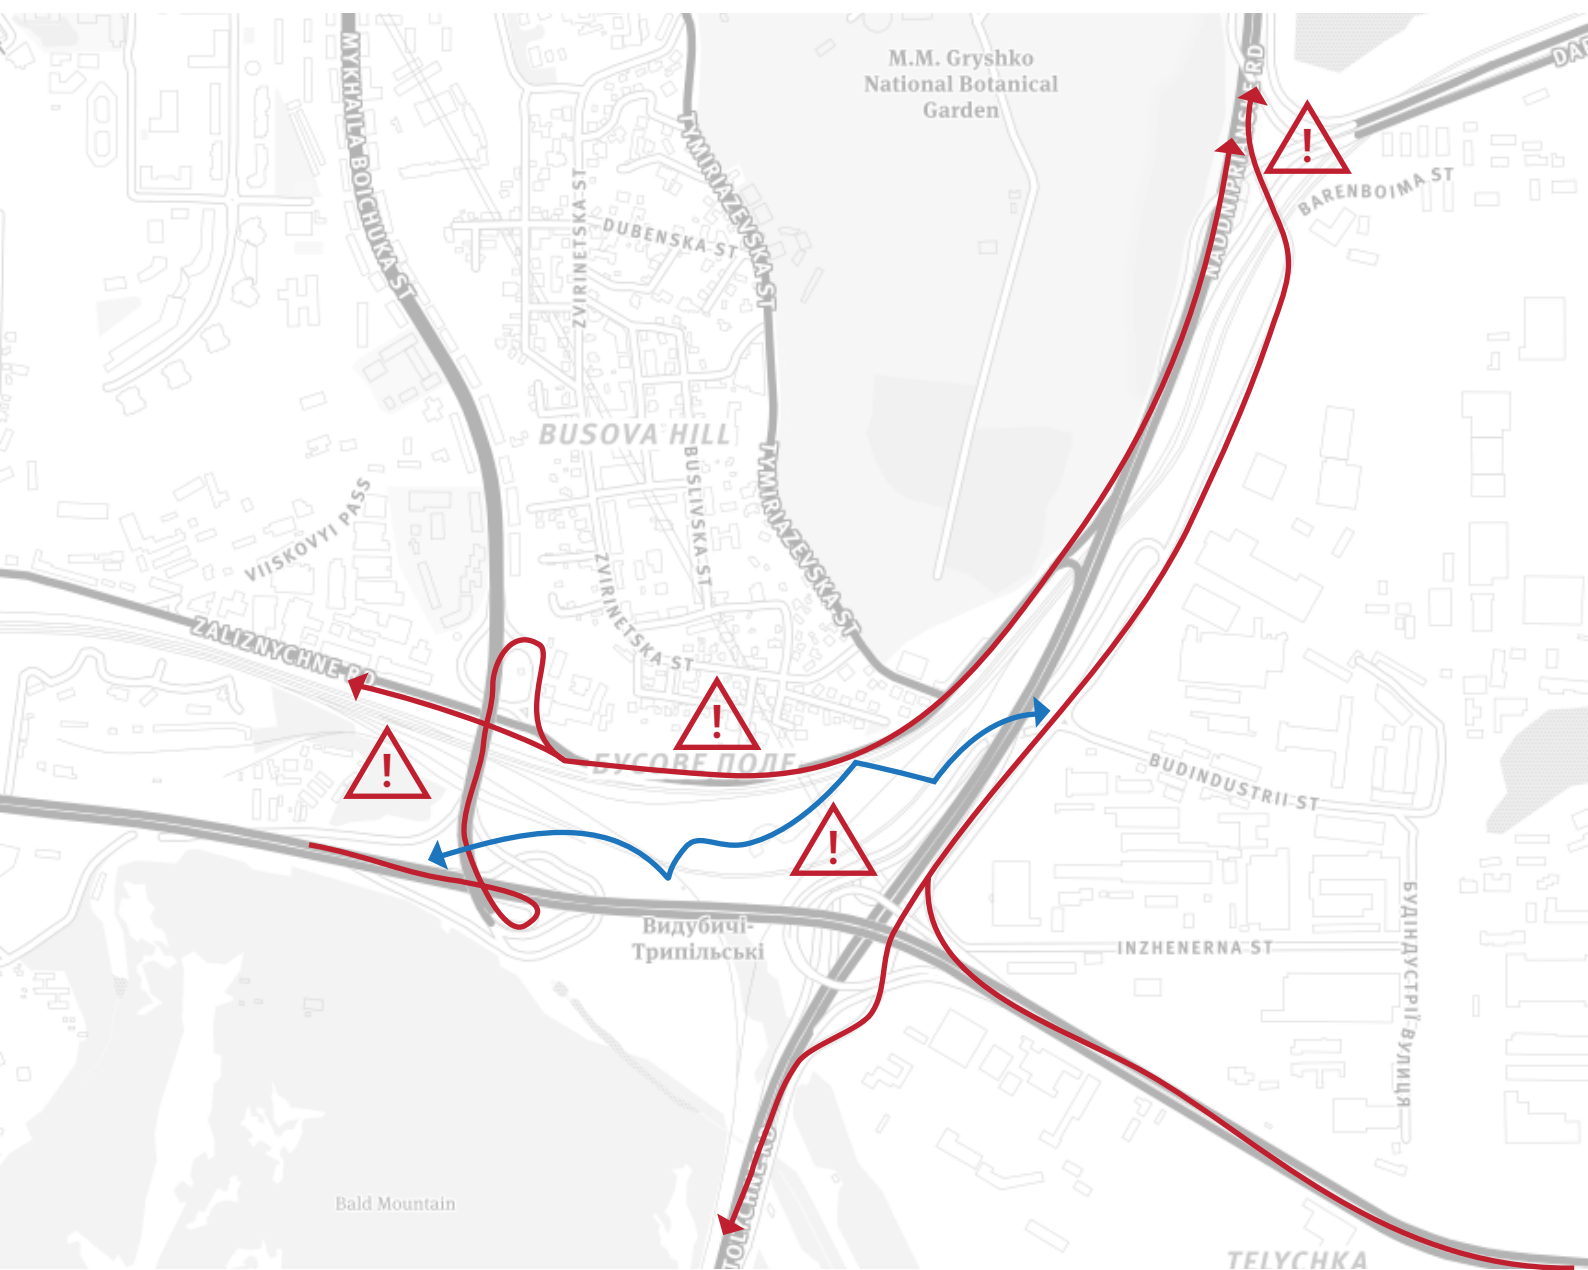 M.M. Gryshko
National Botanical
Garden
MYKHAILA BOICHUKA ST
TYMIRIAZEVSKA ST
RD
DUBENSKA ST
ZVIRINETSKA ST
BARENBOIMA ST
BUSOVA HILL
BUSLIVSKA ST
TYMIRIAZEVSKA ST
VIISKOVYI PASS
ZVIRINETSKA ST
ZALIZNYCHNE
!
!
!
!
БУСОВЕ ПОЛЕ
BUDINDUSTRII ST
Видубичі-
Трипільські
INZHENERNA ST
БУДІНДУСТРІЇ ВУЛИЦЯ
Bald Mountain
TELYCHKA